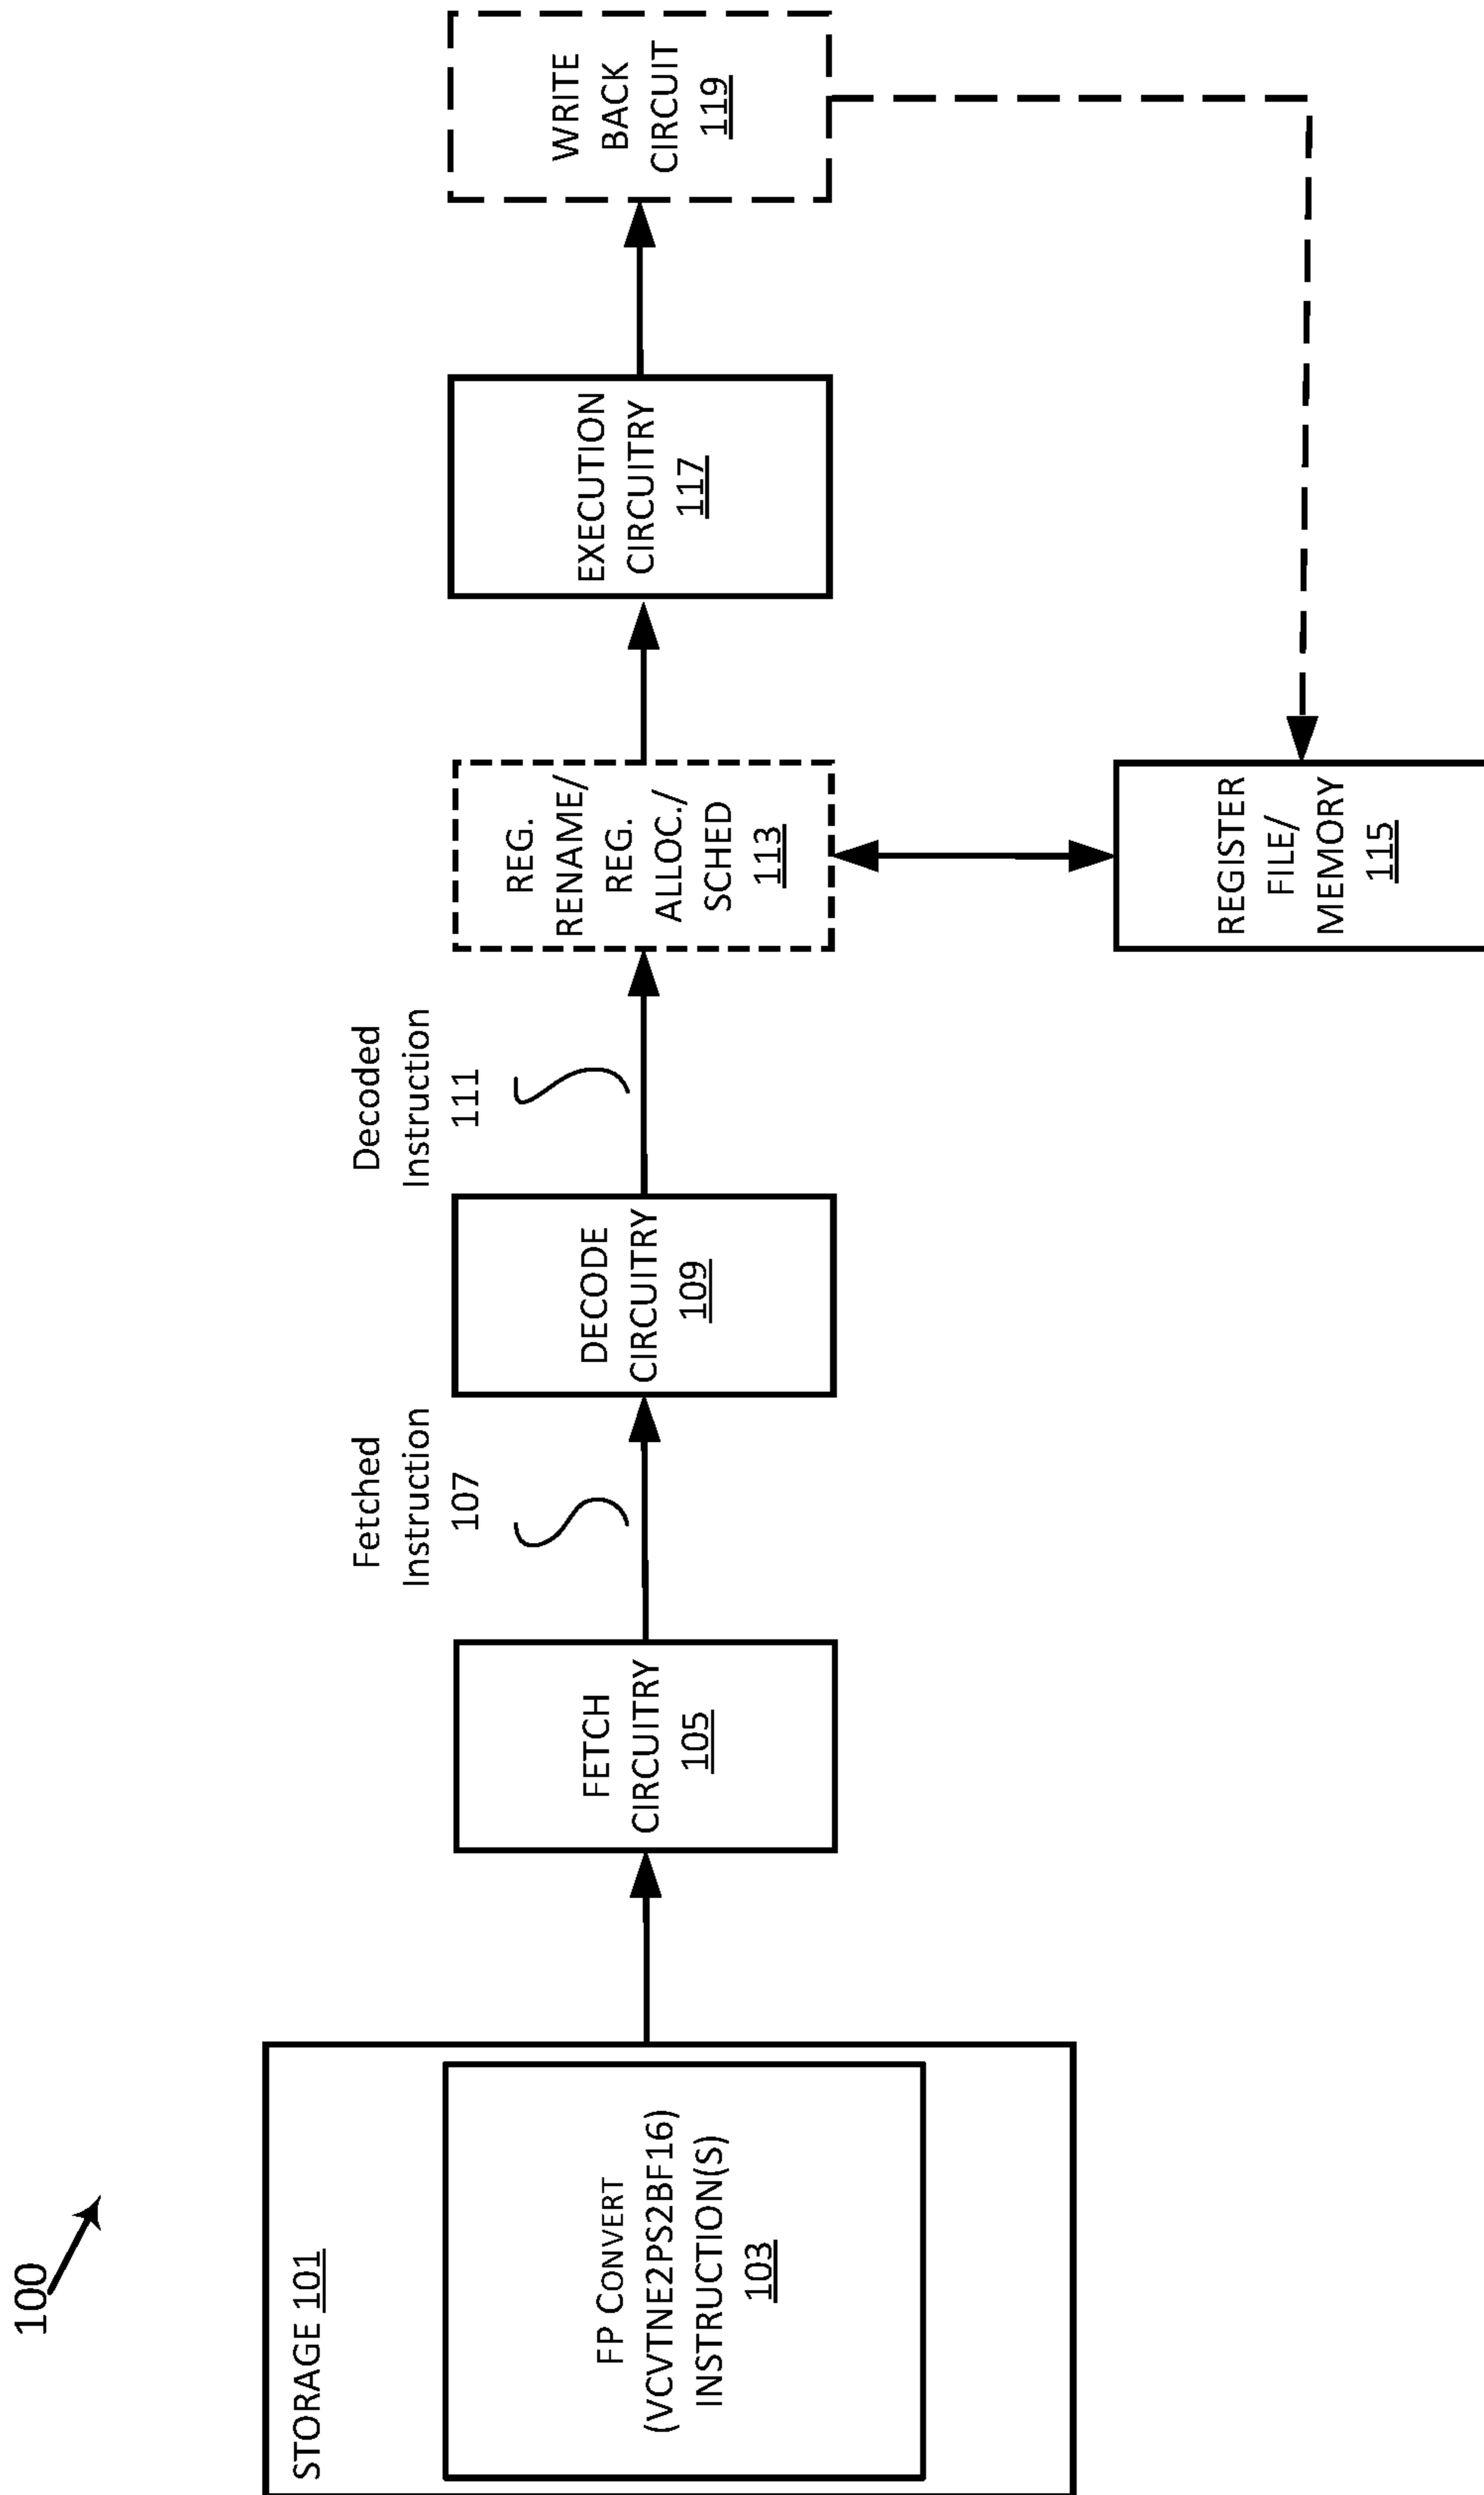 100
STORAGE 101
FP CONVERT
(VCVTNE2PS2BF16)
INSTRUCTION(S)
103
FETCH
CIRCUITRY
105
Fetched
Instruction
107
DECODE
CIRCUITRY
109
Decoded
Instruction
111
REG.
RENAME/
REG.
ALLOC./
SCHED
113
REGISTER
FILE/
MEMORY
115
EXECUTION
CIRCUITRY
117
WRITE
BACK
CIRCUIT
119